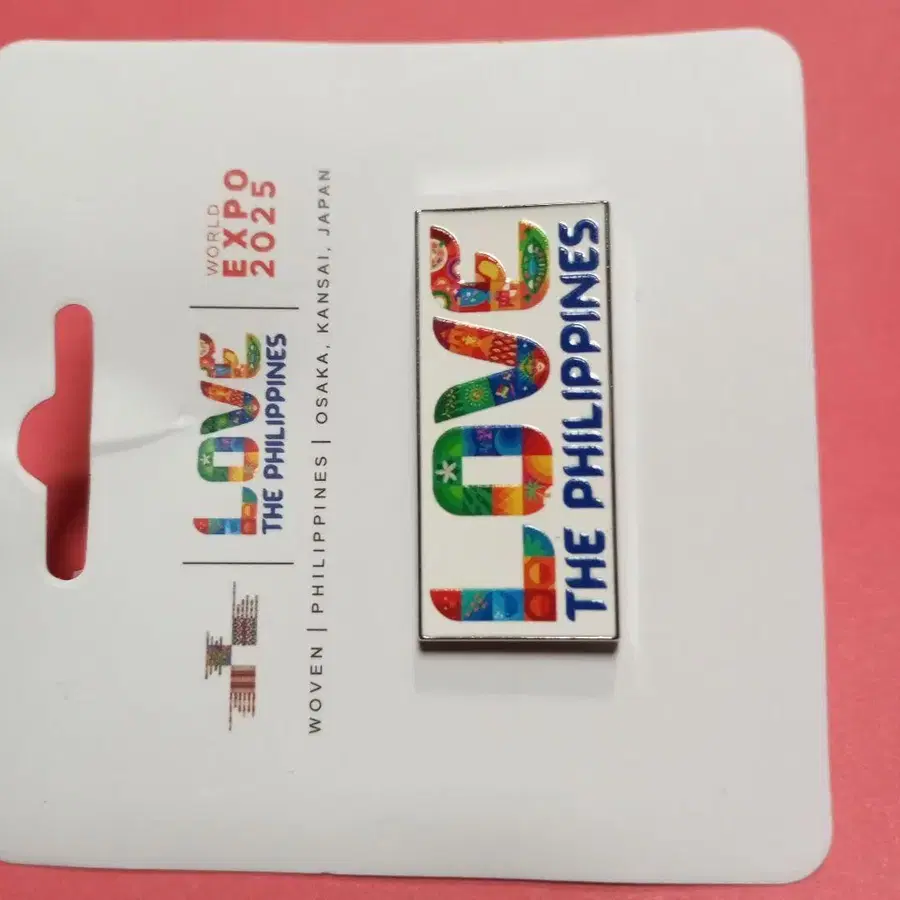 LOVE
THE PHILIPPINES
WORLD
EXPO
2025
WOVEN | PHILIPPINES | OSAKA, KANSAI, JAPAN
LOVE
THE PHILIPPINES